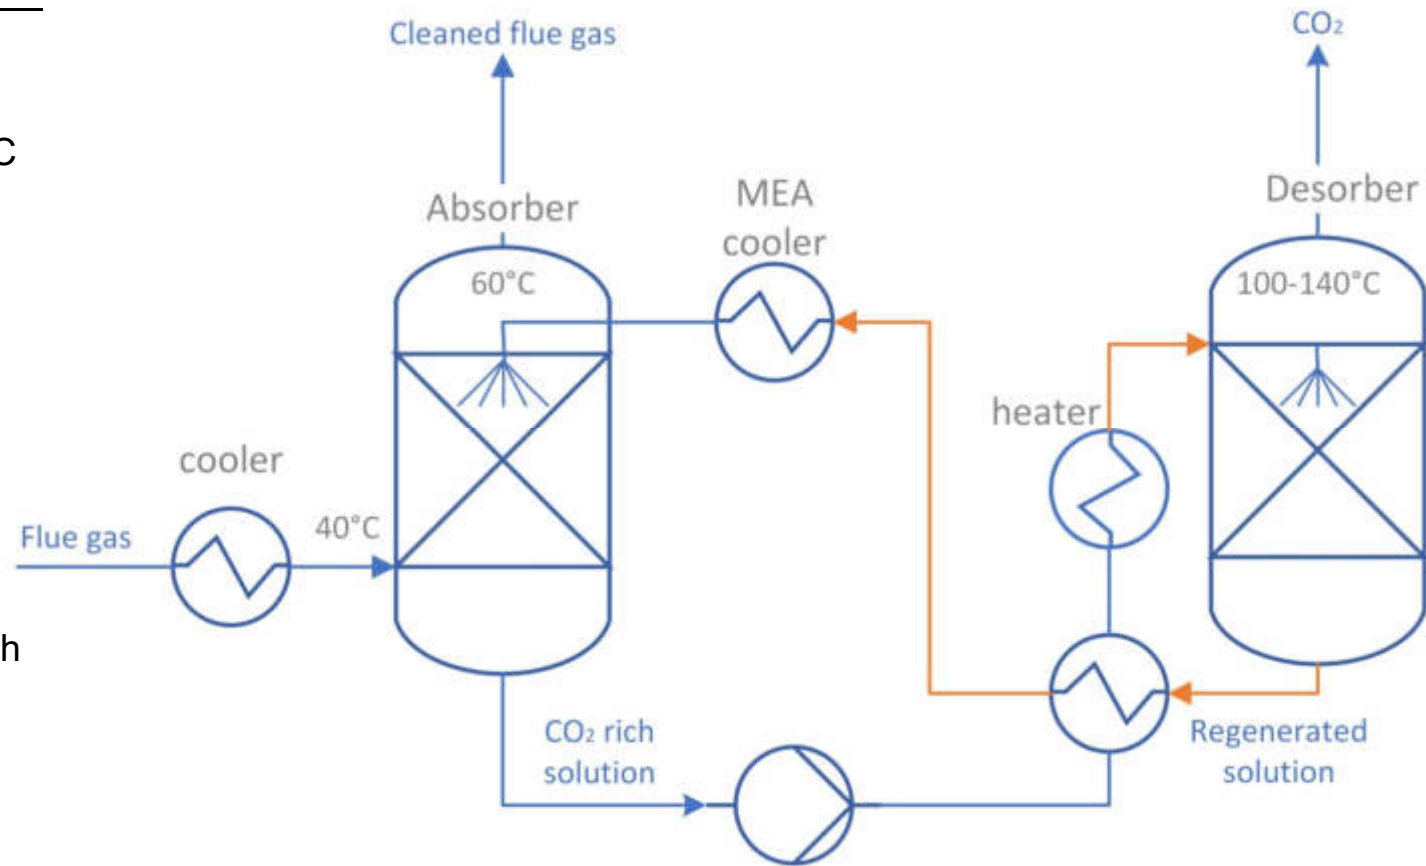 Cleaned flue gas
CO₂
C
Absorber
MEA
cooler
Desorber
60°C
100-140°C
heater
cooler
40°C
Flue gas
h
CO₂ rich
solution
Regenerated
solution